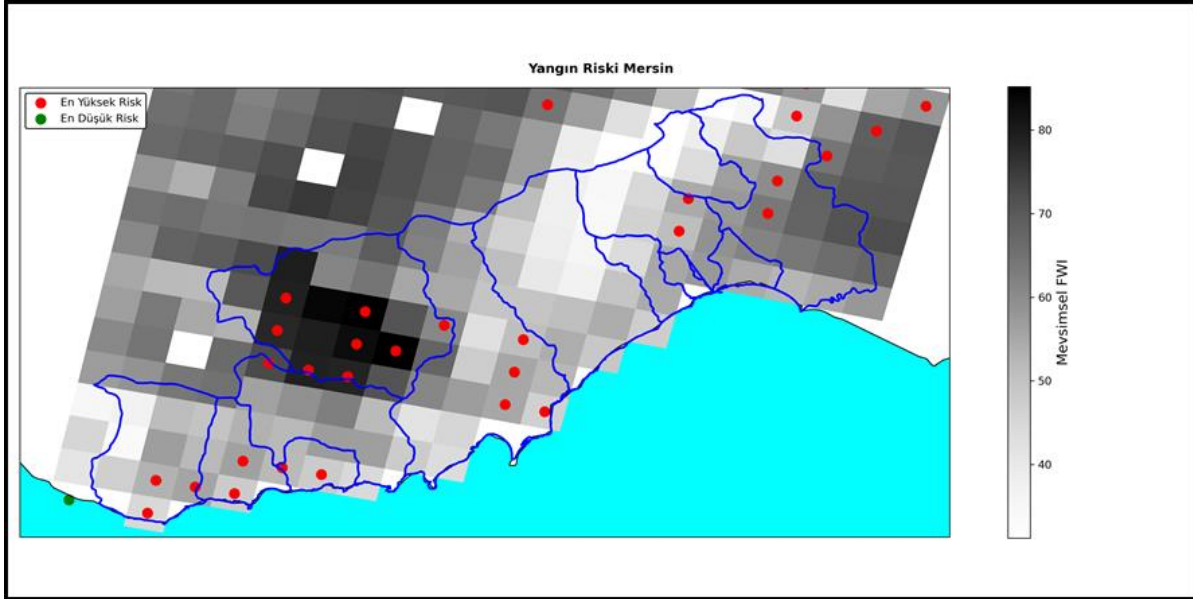 Yangın Riski Mersin
En Yüksek Risk
En Düşük Risk
80
70
60
50
40
Mevsimsel FWI